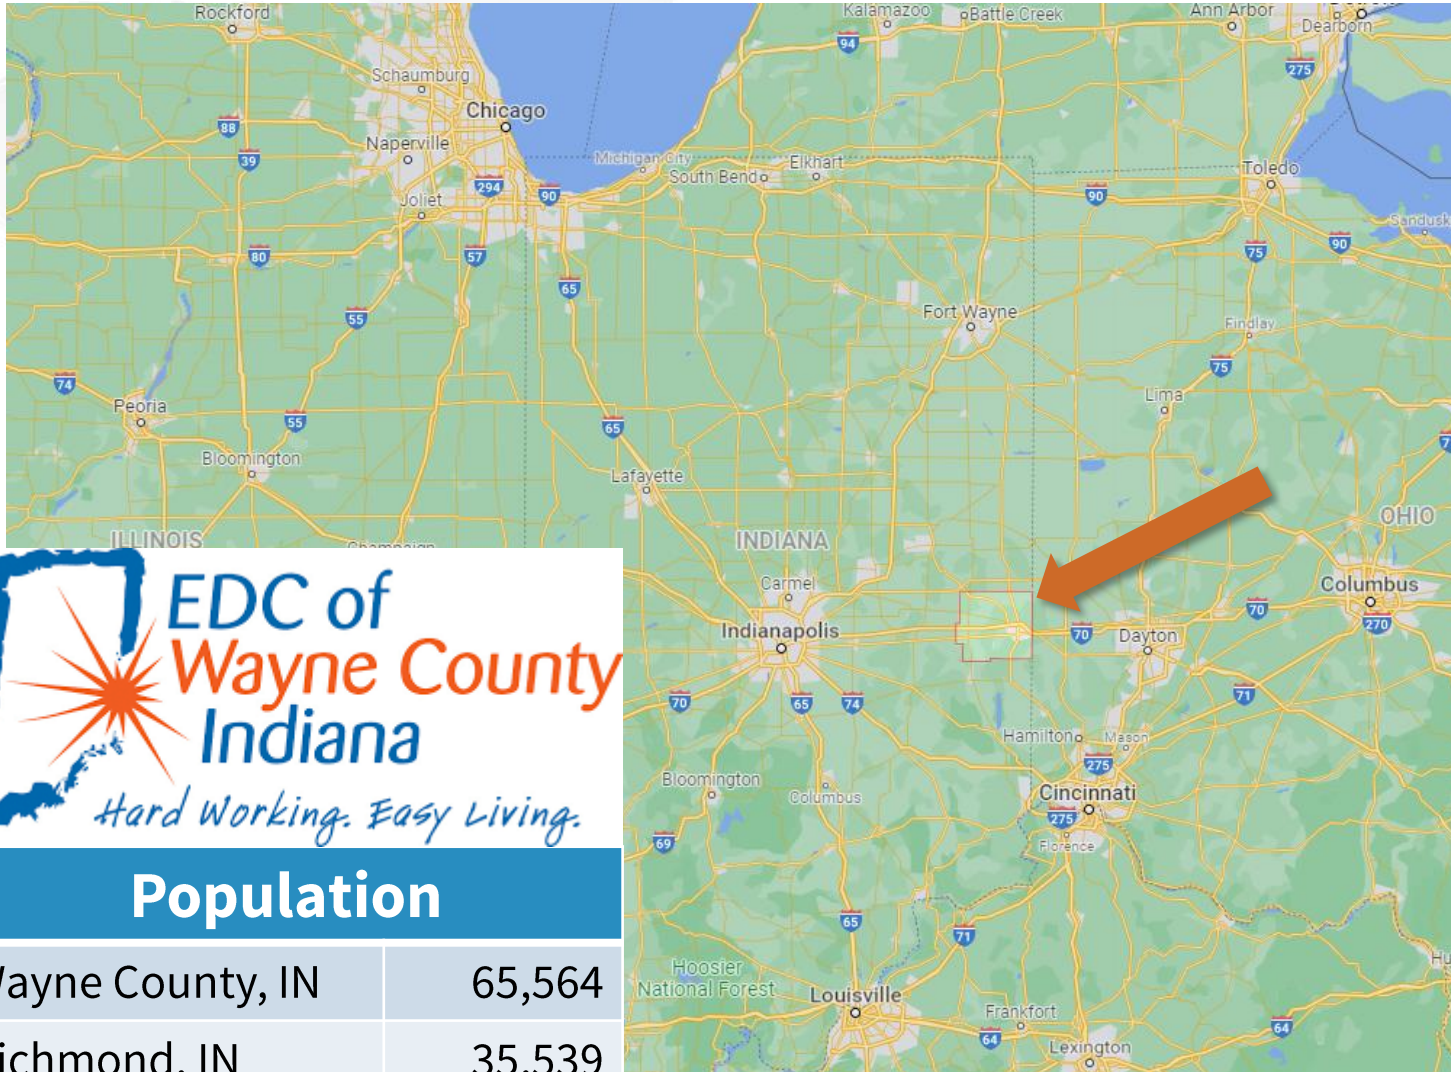 Rockford
Kalamazoo
Battle Creek
Ann Arbor
Dearborn
94
275
Schaumburg
Chicago
88
Naperville
39
Michigan City
Elkhart
South Bend
Toledo
294
90
90
Joliet
Sandusk
80
57
75
90
65
55
Fort Wayne
Findlay
74
75
Peoria
Lima
55
65
7
Bloomington
Lafayette
ILLINOIS
INDIANA
OHIO
Champaign
Carmel
Columbus
Indianapolis
70
70
Dayton
270
70
65
74
71
Hamilton
Mason
275
Bloomington
Columbus
Cincinnati
275
69
Florence
65
71
Hoosier
National Forest
Hu
Louisville
Frankfort
64
64
Lexington
EDC of
Wayne County
Indiana
Hard Working. Easy Living.
Population
Wayne County, IN 65,564
ichmond, IN 35,539